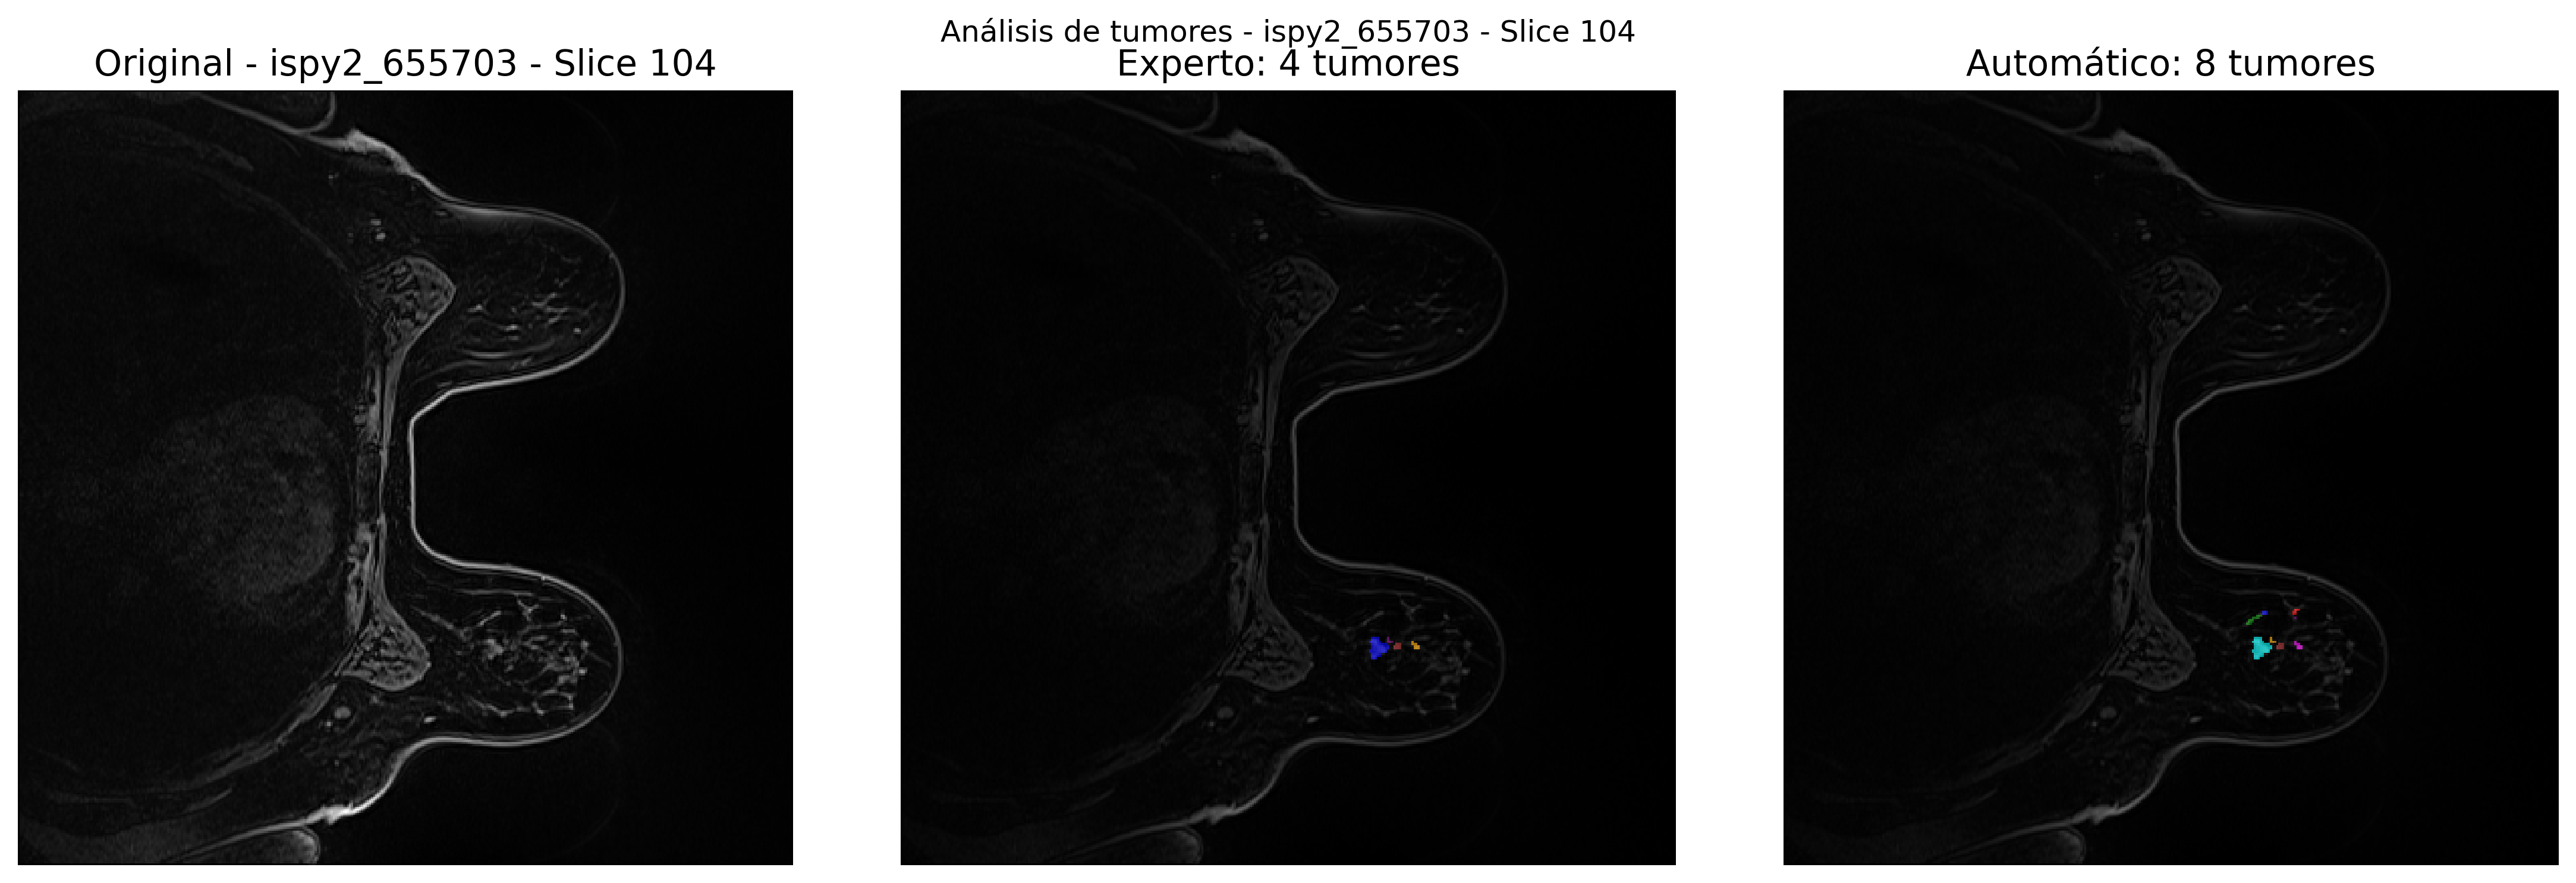 Análisis de tumores - ispy2_655703 - Slice 104
Original - ispy2_655703 - Slice 104
Experto: 4 tumores
Automático: 8 tumores